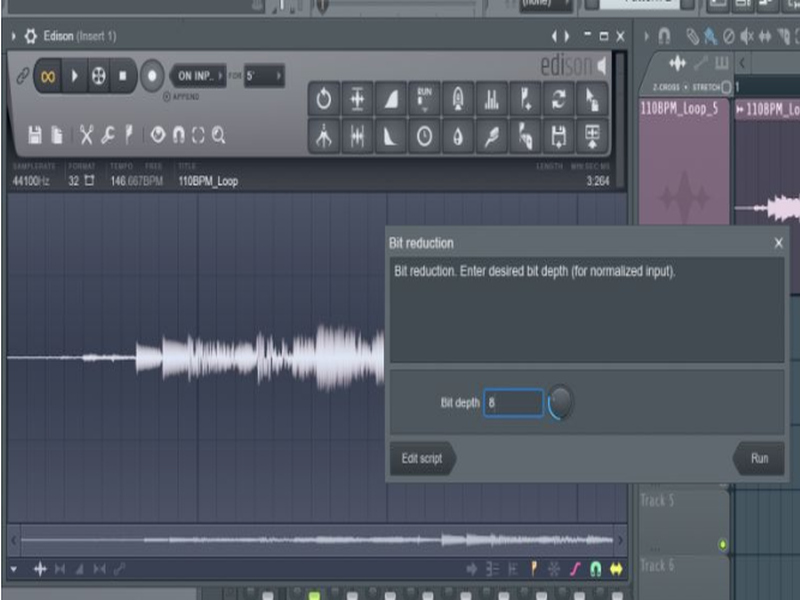 (none)
Edison (Insert 1)
edison
ON INP.
FOR
5'
APPEND
RUN
Z-CROSS
STRETCH
1
110BPM_Loop_5
110BPM_Lo
SAMPLERATE FORMAT TEMPO FREE TITLE LENGTH MIN:SEC:MS
44100Hz 32 146.667BPM 110BPM_Loop 3:264
Bit reduction
Bit reduction. Enter desired bit depth (for normalized input).
Bit depth 8
Edit script Run
Track 5
Track 6